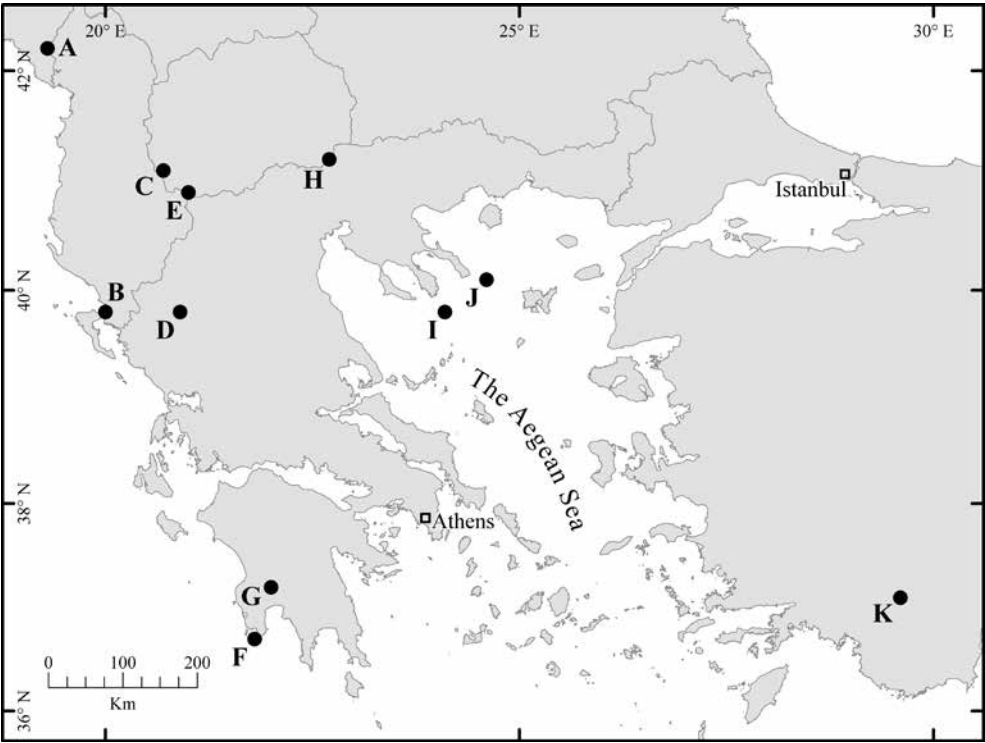 20° E
25° E
30° E
42° N
A
C
H
E
Istanbul
40° N
B
J
D
I
The Aegean Sea
38° N
Athens
G
K
F
0 100 200
Km
36° N